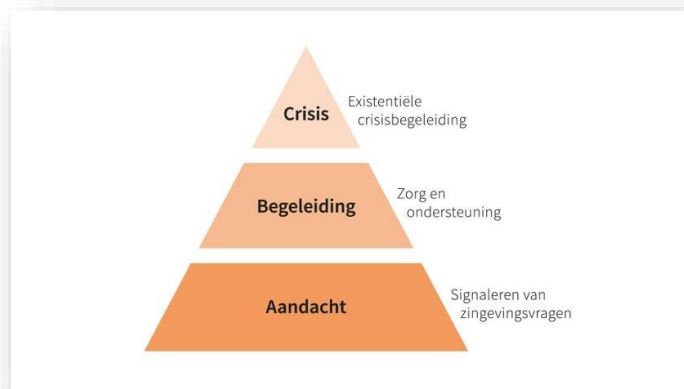 Crisis
Existentiële
crisisbegeleiding
Begeleiding
Zorg en
ondersteuning
Aandacht
Signaleren van
zingevingsvragen